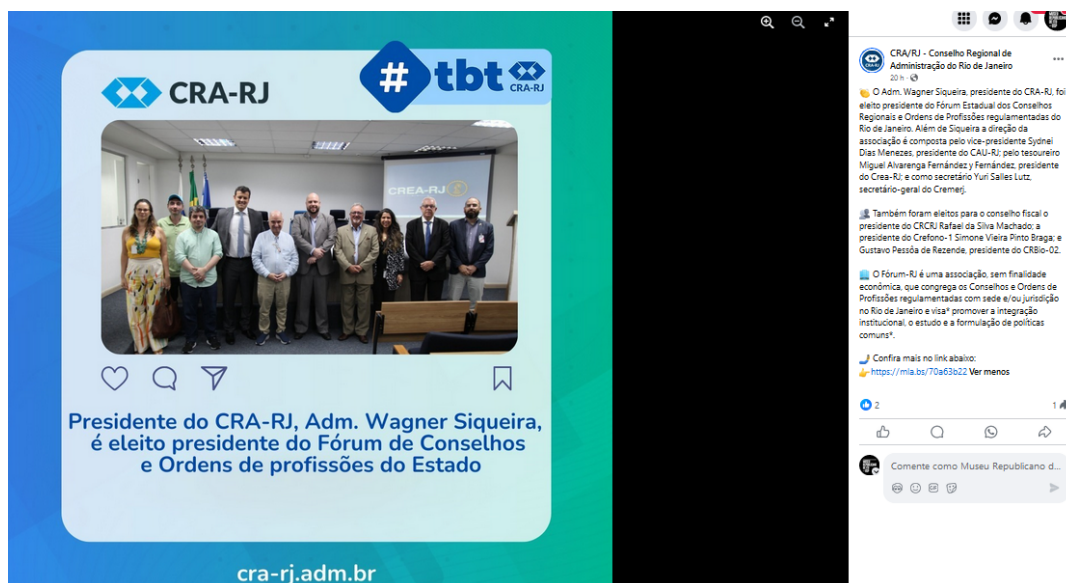 CRA-RJ
#tbt
CRA-RJ
CREA-RJ
Presidente do CRA-RJ, Adm. Wagner Siqueira,
é eleito presidente do Fórum de Conselhos
e Ordens de profissões do Estado
cra-rj.adm.br
CRA/RJ - Conselho Regional de
Administração do Rio de Janeiro
20 h ·
👏 O Adm. Wagner Siqueira, presidente do CRA-RJ, foi
eleito presidente do Fórum Estadual dos Conselhos
Regionais e Ordens de Profissões regulamentadas do
Rio de Janeiro. Além de Siqueira a direção da
associação é composta pelo vice-presidente Sydnei
Dias Menezes, presidente do CAU-RJ; pelo tesoureiro
Miguel Alvarenga Fernández y Fernández, presidente
do Crea-RJ; e como secretário Yuri Salles Lutz,
secretário-geral do Cremerj.
Também foram eleitos para o conselho fiscal o
presidente do CRCRJ Rafael da Silva Machado; a
presidente do Crefono-1 Simone Vieira Pinto Braga; e
Gustavo Pessôa de Rezende, presidente do CRBio-02.
O Fórum-RJ é uma associação, sem finalidade
econômica, que congrega os Conselhos e Ordens de
Profissões regulamentadas com sede e/ou jurisdição
no Rio de Janeiro e visa* promover a integração
institucional, o estudo e a formulação de políticas
comuns*.
Confira mais no link abaixo:
👉https://mla.bs/70a63b22 Ver menos
2
1
Comente como Museu Republicano d...
GIF